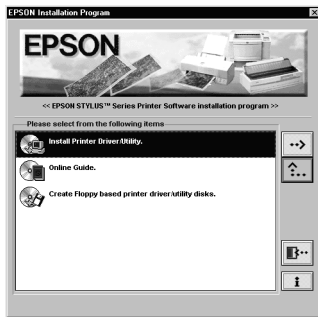 EPSON Installation Program
EPSON
<< EPSON STYLUS™ Series Printer Software installation program >>
Please select from the following items
Install Printer Driver/Utility.
Online Guide.
Create Floppy based printer driver/utility disks.